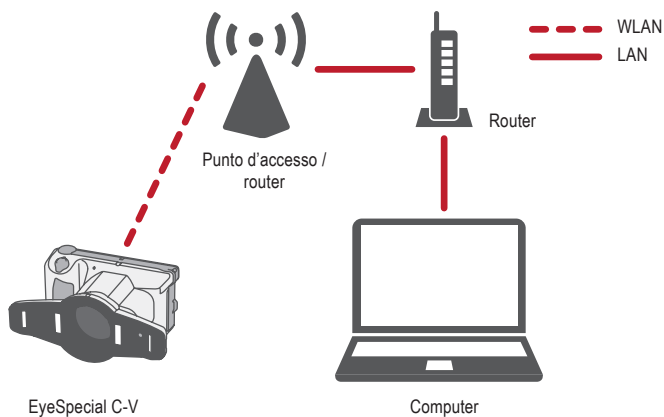 WLAN
LAN
Router
Punto d’accesso /
router
EyeSpecial C-V
Computer